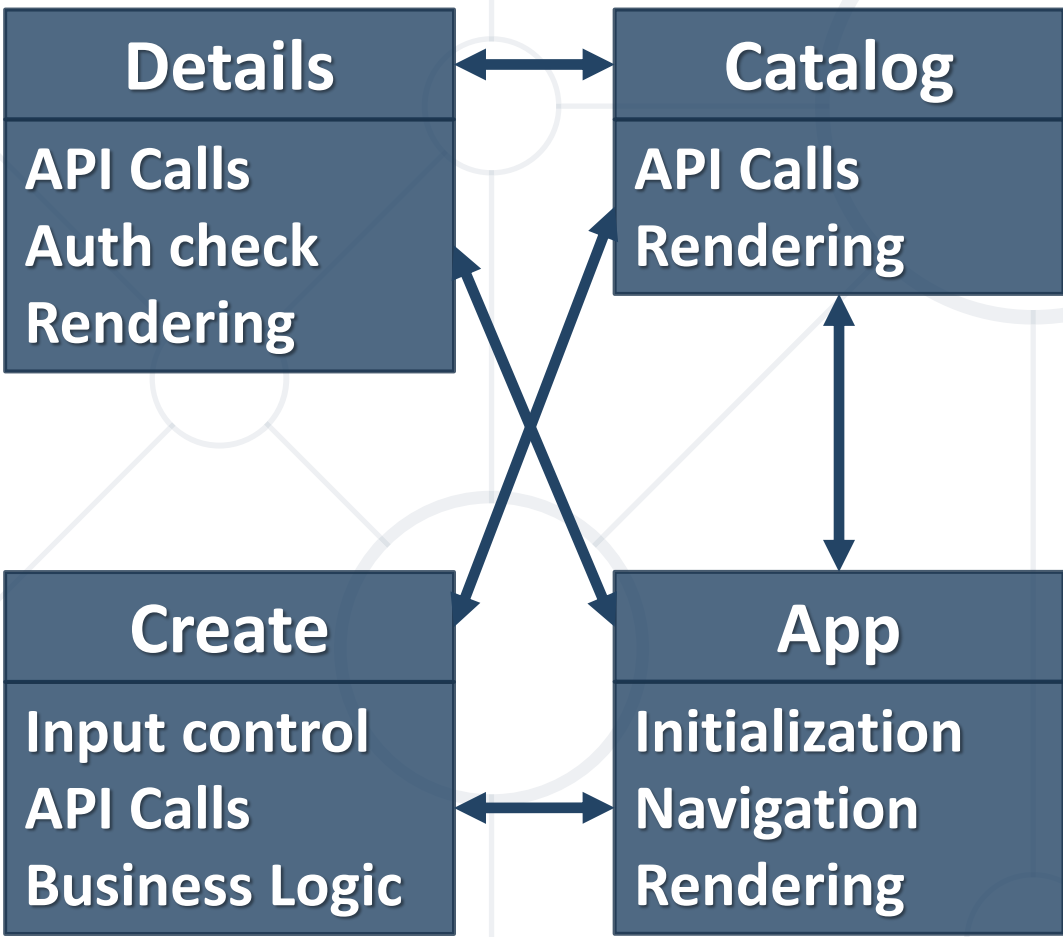 Details
API Calls
Auth check
Rendering
Catalog
API Calls
Rendering
Create
Input control
API Calls
Business Logic
App
Initialization
Navigation
Rendering